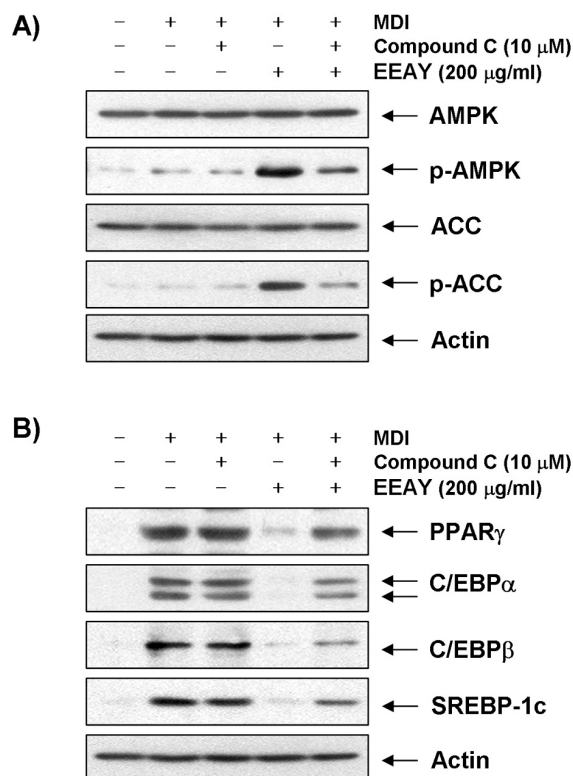 A)
− + + + + MDI
− − + − + Compound C (10 μM)
− − − + + EEAY (200 μg/ml)
AMPK
p-AMPK
ACC
p-ACC
Actin
B)
− + + + + MDI
− − + − + Compound C (10 μM)
− − − + + EEAY (200 μg/ml)
PPARγ
C/EBPα
C/EBPβ
SREBP-1c
Actin